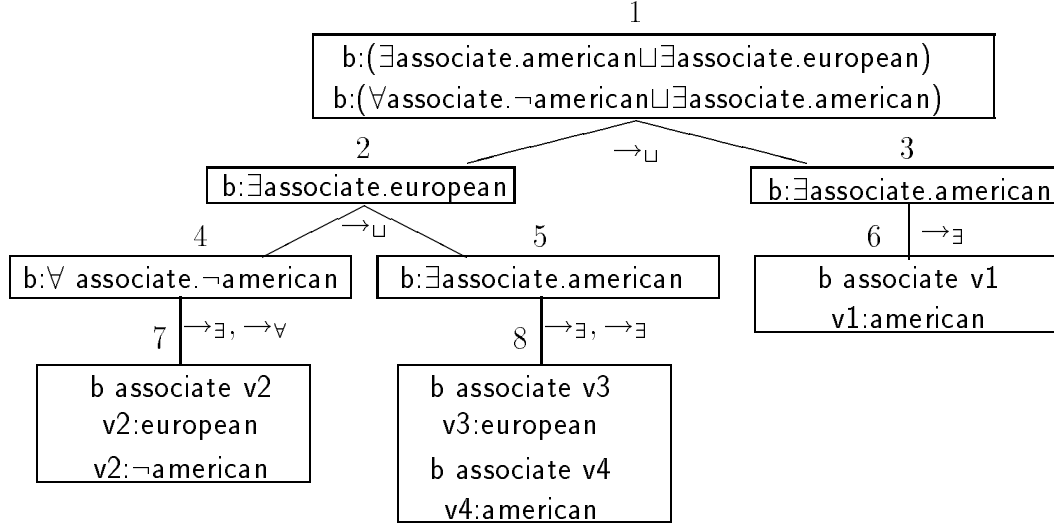 1
b:(∃associate.american⊔∃associate.european)
b:(∀associate.¬american⊔∃associate.american)
2
→⊔
3
b:∃associate.european
b:∃associate.american
4
→⊔
5
6
→∃
b:∀ associate.¬american
b:∃associate.american
b associate v1
v1:american
7
→∃, →∀
8
→∃, →∃
b associate v2
v2:european
v2:¬american
b associate v3
v3:european
b associate v4
v4:american